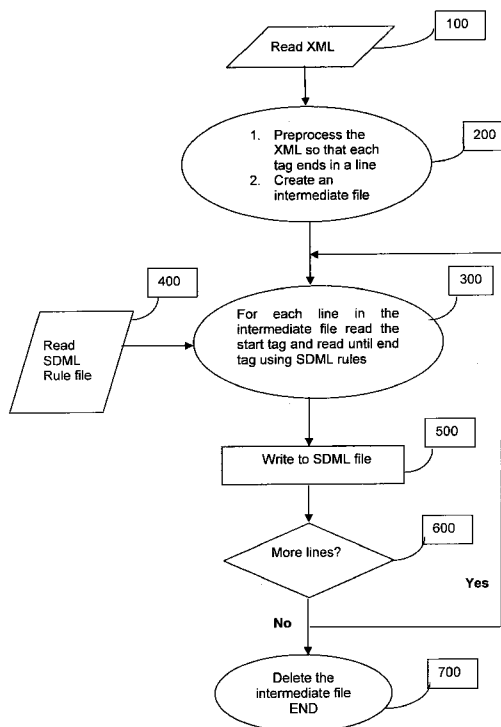 100
Read XML
200
1. Preprocess the
XML so that each
tag ends in a line
2. Create an
intermediate file
400
300
For each line in the
intermediate file read the
start tag and read until end
tag using SDML rules
Read
SDML
Rule file
500
Write to SDML file
600
More lines?
Yes
No
700
Delete the
intermediate file
END